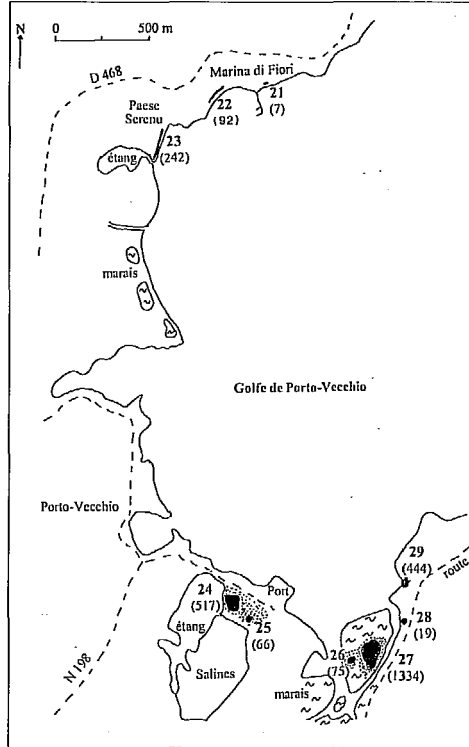 N
0 500 m
D 468
Marina di Fiori
21
(7)
22
(92)
Paese
Serenu
23
(242)
étang
marais
Golfe de Porto-Vecchio
Porto-Vecchio
N 198
24
(517)
Port
25
(66)
étang
Salines
29
(444)
route
28
(19)
26
(75)
27
(1334)
marais